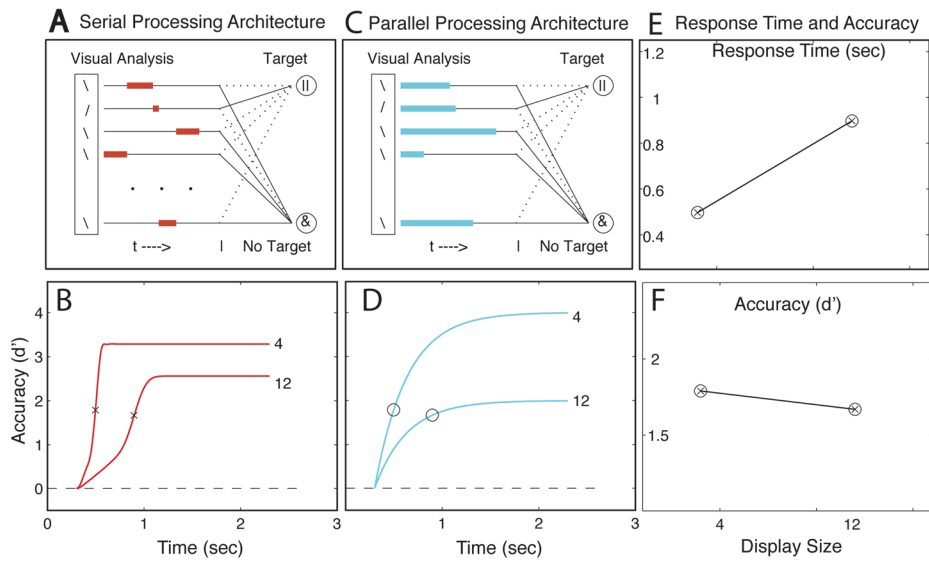 A Serial Processing Architecture
Visual Analysis Target
\
||
/
\
\
. . .
\
&
t ----> | No Target
C Parallel Processing Architecture
Visual Analysis Target
\
||
/
\
\
\
&
t ----> | No Target
E Response Time and Accuracy
Response Time (sec)
1.2
1
0.8
0.6
0.4
B
Accuracy (d’)
4
3
2
1
0
4
12
0 1 2 3
Time (sec)
D
4
12
1 2 3
Time (sec)
F
Accuracy (d’)
2
1.5
4 12
Display Size